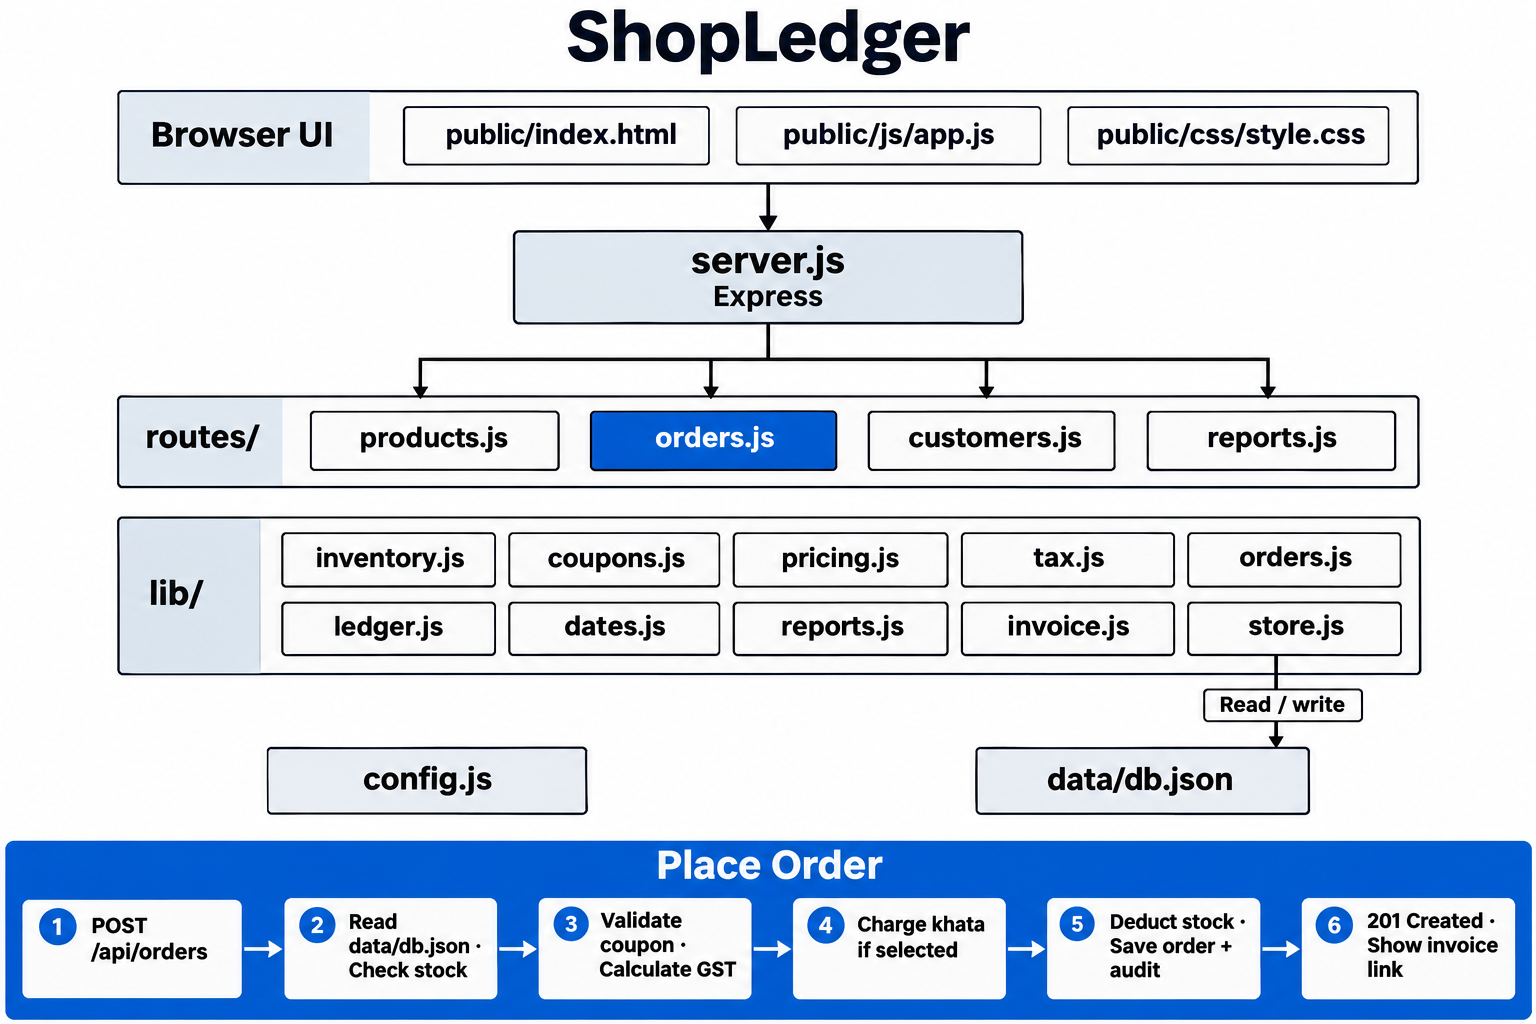 ShopLedger
Browser UI
public/index.html
public/js/app.js
public/css/style.css
server.js
Express
routes/
products.js
orders.js
customers.js
reports.js
lib/
inventory.js
coupons.js
pricing.js
tax.js
orders.js
ledger.js
dates.js
reports.js
invoice.js
store.js
Read / write
config.js
data/db.json
Place Order
1
POST
/api/orders
2
Read
data/db.json ·
Check stock
3
Validate
coupon ·
Calculate GST
4
Charge khata
if selected
5
Deduct stock ·
Save order +
audit
6
201 Created ·
Show invoice
link